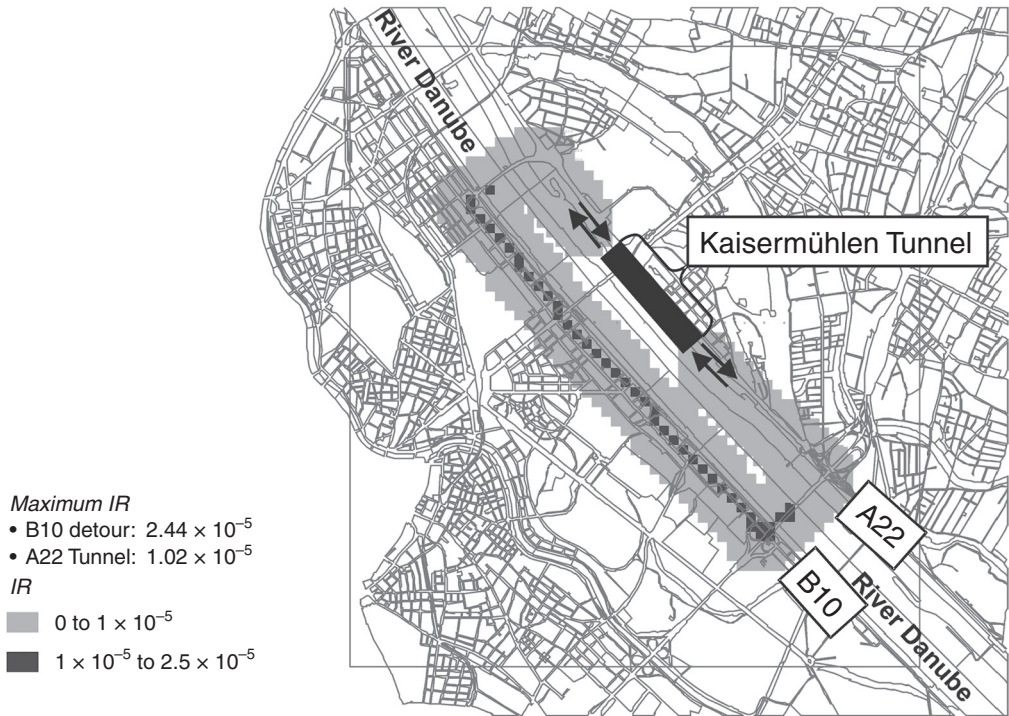 River Danube
Kaisermühlen Tunnel
Maximum IR
• B10 detour: 2.44 × 10⁻⁵
• A22 Tunnel: 1.02 × 10⁻⁵
IR
0 to 1 × 10⁻⁵
1 × 10⁻⁵ to 2.5 × 10⁻⁵
A22
B10
River Danube